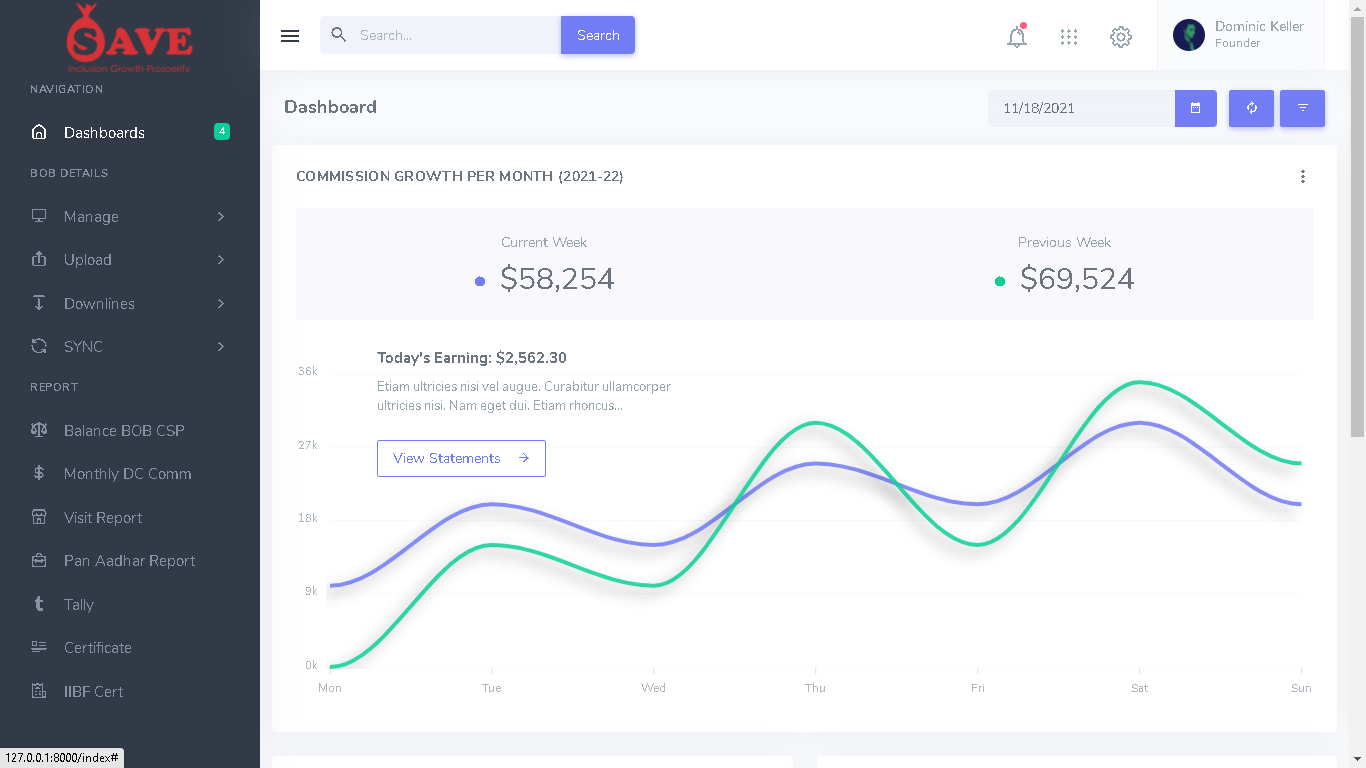 SAVE
Inclusion-Growth-Prosperity
NAVIGATION
Dashboards
4
BOB DETAILS
Manage
Upload
Downlines
SYNC
REPORT
Balance BOB CSP
Monthly DC Comm
Visit Report
Pan Aadhar Report
Tally
Certificate
IIBF Cert
127.0.0.1:8000/index#
Search...
Search
Dominic Keller
Founder
Dashboard
11/18/2021
COMMISSION GROWTH PER MONTH (2021-22)
Current Week
$58,254
Previous Week
$69,524
Today's Earning: $2,562.30
Etiam ultricies nisi vel augue. Curabitur ullamcorper
ultricies nisi. Nam eget dui. Etiam rhoncus...
View Statements
36k
27k
18k
9k
0k
Mon
Tue
Wed
Thu
Fri
Sat
Sun